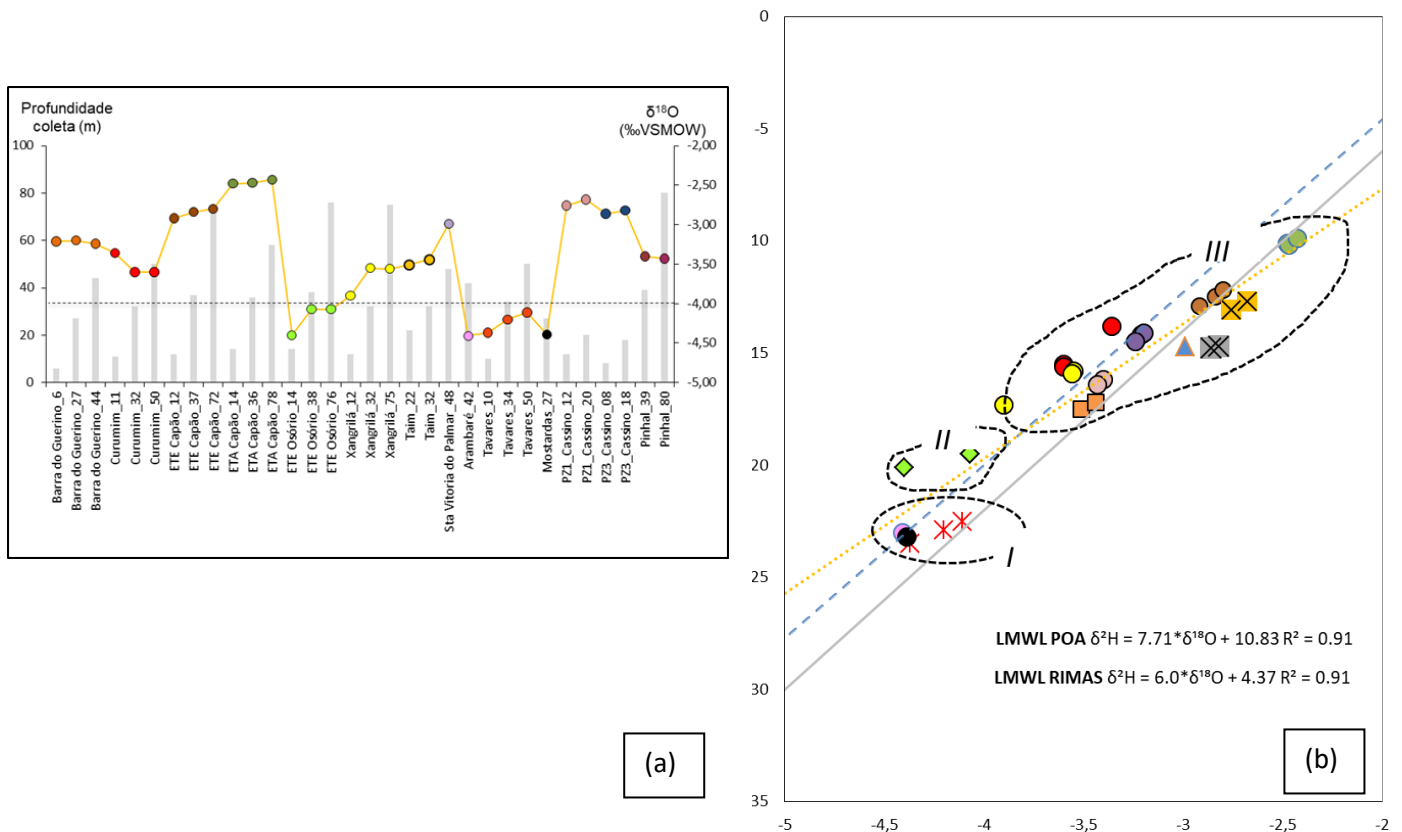 Profundidade
coleta (m)
δ¹⁸O
(‰VSMOW)
100
80
60
40
20
0
-2,00
-2,50
-3,00
-3,50
-4,00
-4,50
-5,00
Barra do Guerino_6
Barra do Guerino_27
Barra do Guerino_44
Curumim_11
Curumim_32
Curumim_50
ETE Capão_12
ETE Capão_37
ETE Capão_72
ETA Capão_14
ETA Capão_36
ETA Capão_78
ETE Osório_14
ETE Osório_38
ETE Osório_76
Xangrilá_12
Xangrilá_32
Xangrilá_75
Taim_22
Taim_32
Sta Vitoria do Palmar_48
Arambaré_42
Tavares_10
Tavares_34
Tavares_50
Mostardas_27
PZ1_Cassino_12
PZ1_Cassino_20
PZ3_Cassino_08
PZ3_Cassino_18
Pinhal_39
Pinhal_80
(a)
0
-5
10
15
20
25
30
35
III
II
I
LMWL POA δ²H = 7.71*δ¹⁸O + 10.83 R² = 0.91
LMWL RIMAS δ²H = 6.0*δ¹⁸O + 4.37 R² = 0.91
(b)
-5
-4,5
-4
-3,5
-3
-2,5
-2